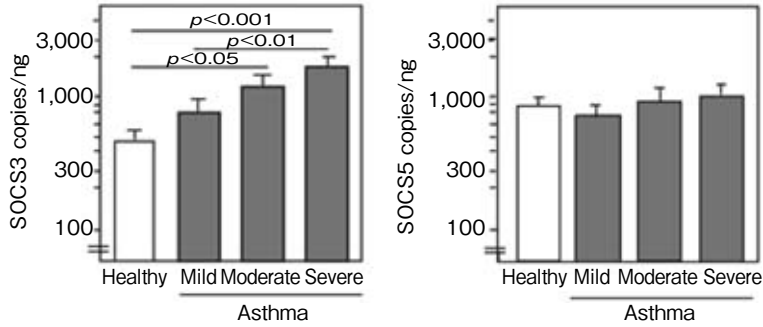 SOCS3 copies/ng
3,000
1,000
300
100
p<0.001
p<0.01
p<0.05
Healthy Mild Moderate Severe
Asthma
SOCS5 copies/ng
3,000
1,000
300
100
Healthy Mild Moderate Severe
Asthma